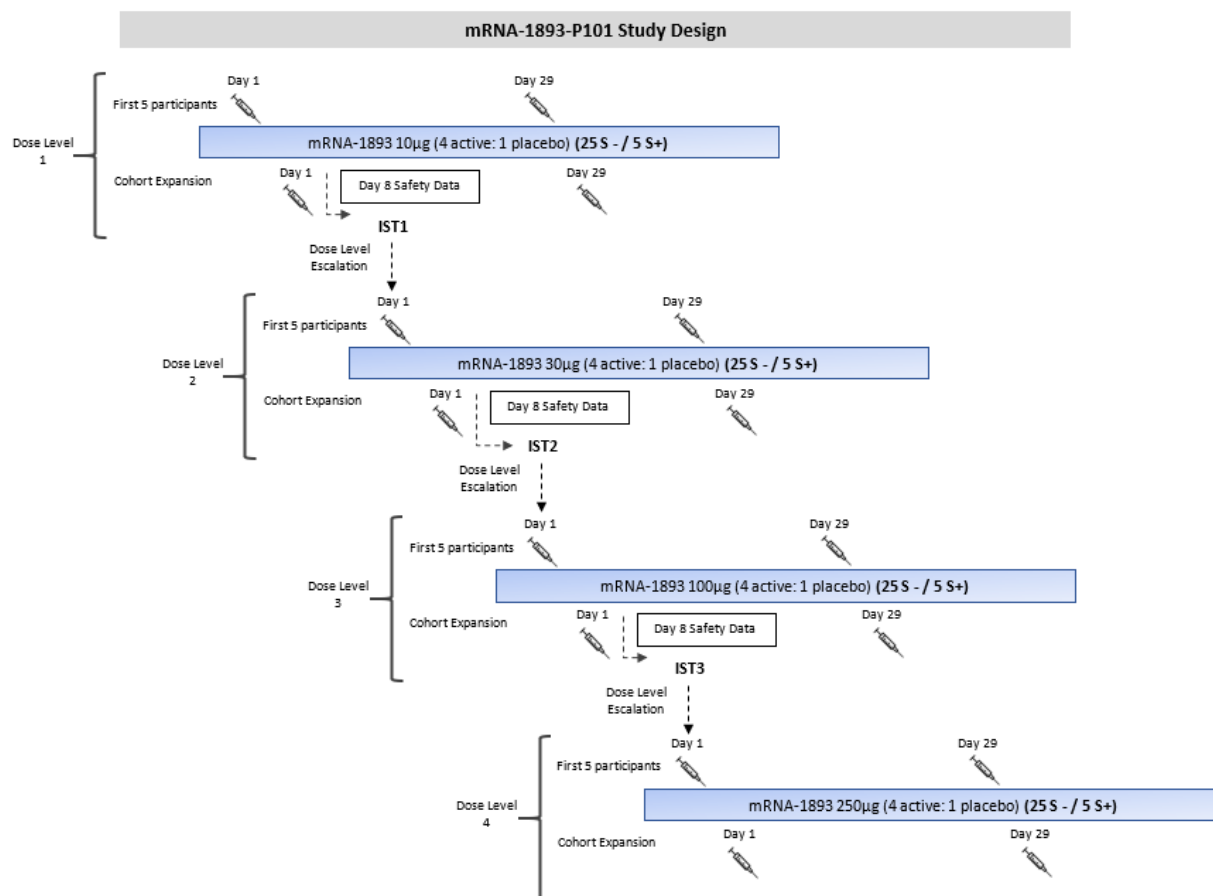 mRNA-1893-P101 Study Design
Day 1
Day 29
First 5 participants
mRNA-1893 10µg (4 active: 1 placebo) (25 S - / 5 S+)
Dose Level
1
Cohort Expansion
Day 1
Day 8 Safety Data
Day 29
IST1
Dose Level
Escalation
Day 1
Day 29
First 5 participants
mRNA-1893 30µg (4 active: 1 placebo) (25 S - / 5 S+)
Dose Level
2
Cohort Expansion
Day 1
Day 8 Safety Data
Day 29
IST2
Dose Level
Escalation
Day 1
Day 29
First 5 participants
mRNA-1893 100µg (4 active: 1 placebo) (25 S - / 5 S+)
Dose Level
3
Cohort Expansion
Day 1
Day 8 Safety Data
Day 29
IST3
Dose Level
Escalation
Day 1
Day 29
First 5 participants
mRNA-1893 250µg (4 active: 1 placebo) (25 S - / 5 S+)
Dose Level
4
Cohort Expansion
Day 1
Day 29